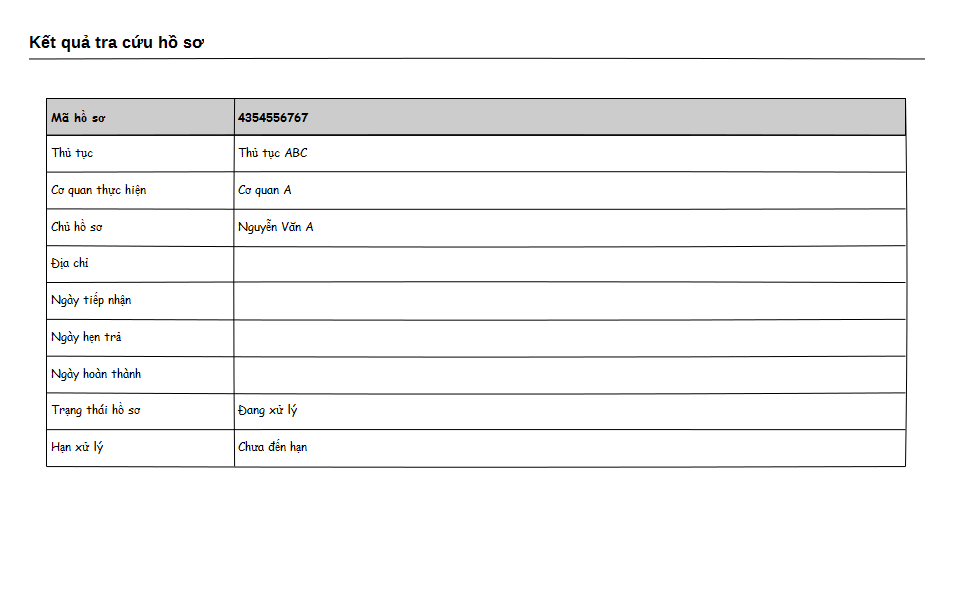 Kết quả tra cứu hồ sơ
Mã hồ sơ 4354556767
Thủ tục Thủ tục ABC
Cơ quan thực hiện Cơ quan A
Chủ hồ sơ Nguyễn Văn A
Địa chỉ
Ngày tiếp nhận
Ngày hẹn trả
Ngày hoàn thành
Trạng thái hồ sơ Đang xử lý
Hạn xử lý Chưa đến hạn